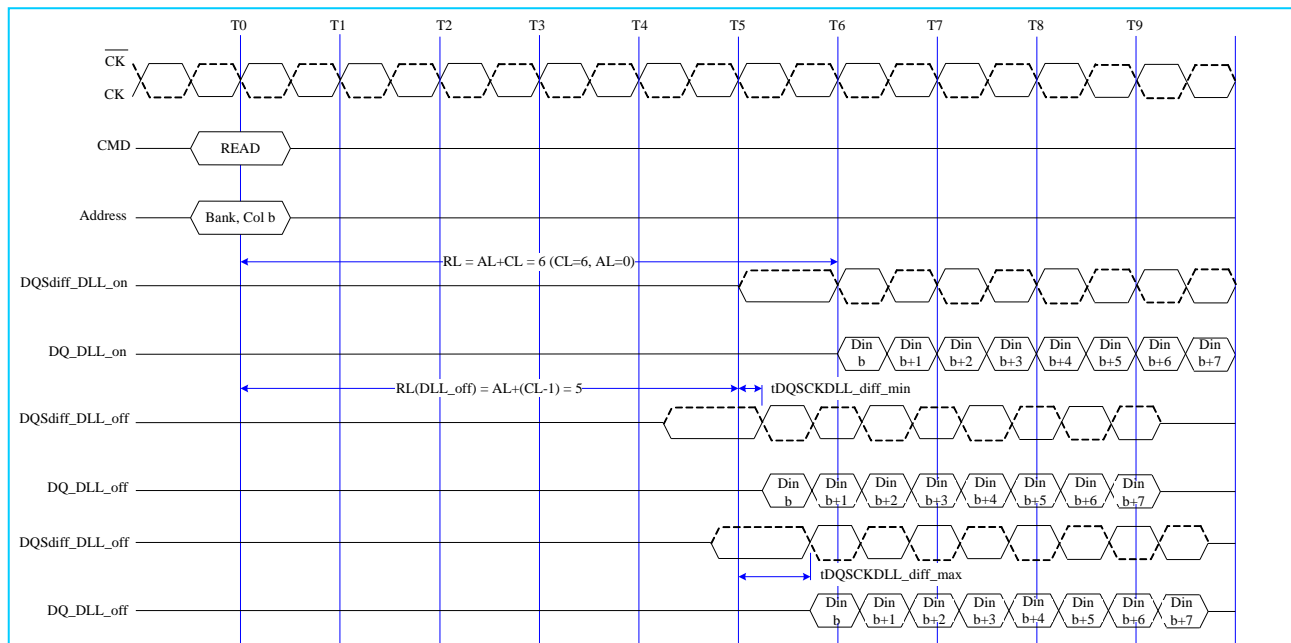 T0 T1 T2 T3 T4 T5 T6 T7 T8 T9
CK
CK
CMD READ
Address Bank, Col b
RL = AL+CL = 6 (CL=6, AL=0)
DQSdiff_DLL_on
DQ_DLL_on Din b Din b+1 Din b+2 Din b+3 Din b+4 Din b+5 Din b+6 Din b+7
RL(DLL_off) = AL+(CL-1) = 5 tDQSCKDLL_diff_min
DQSdiff_DLL_off
DQ_DLL_off Din b Din b+1 Din b+2 Din b+3 Din b+4 Din b+5 Din b+6 Din b+7
DQSdiff_DLL_off
tDQSCKDLL_diff_max
DQ_DLL_off Din b Din b+1 Din b+2 Din b+3 Din b+4 Din b+5 Din b+6 Din b+7